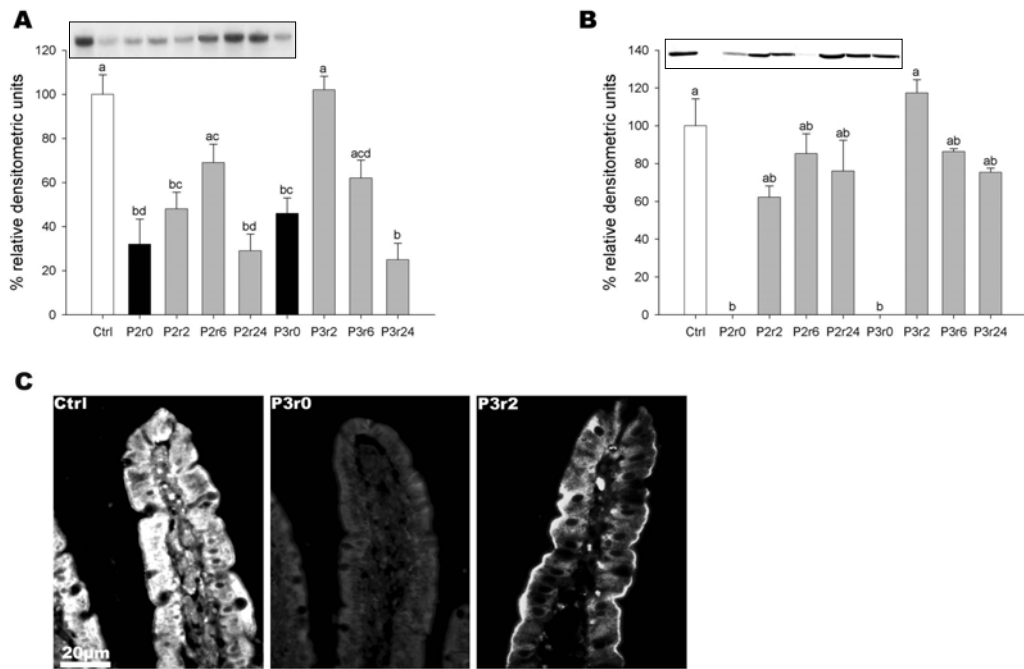 A
% relative densitometric units
120
100
80
60
40
20
0
a
bd
bc
ac
bd
bc
a
acd
b
Ctrl P2r0 P2r2 P2r6 P2r24 P3r0 P3r2 P3r6 P3r24
B
% relative densitometric units
140
120
100
80
60
40
20
0
a
b
ab
ab
ab
b
a
ab
ab
Ctrl P2r0 P2r2 P2r6 P2r24 P3r0 P3r2 P3r6 P3r24
C
Ctrl
20µm
P3r0
P3r2